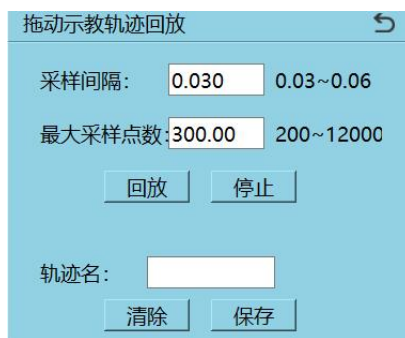 拖动示教轨迹回放
采样间隔: 0.030 0.03~0.06
最大采样点数: 300.00 200~12000
回放 停止
轨迹名:
清除 保存